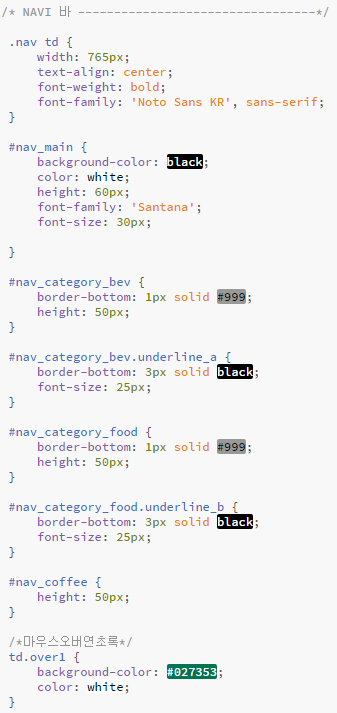 /* NAVI 바 ---------------------------------*/
.nav td {
width: 765px;
text-align: center;
font-weight: bold;
font-family: 'Noto Sans KR', sans-serif;
}
#nav_main {
background-color: black;
color: white;
height: 60px;
font-family: 'Santana';
font-size: 30px;
}
#nav_category_bev {
border-bottom: 1px solid #999;
height: 50px;
}
#nav_category_bev.underline_a {
border-bottom: 3px solid black;
font-size: 25px;
}
#nav_category_food {
border-bottom: 1px solid #999;
height: 50px;
}
#nav_category_food.underline_b {
border-bottom: 3px solid black;
font-size: 25px;
}
#nav_coffee {
height: 50px;
}
/*마우스오버연초록*/
td.over1 {
background-color: #027353;
color: white;
}